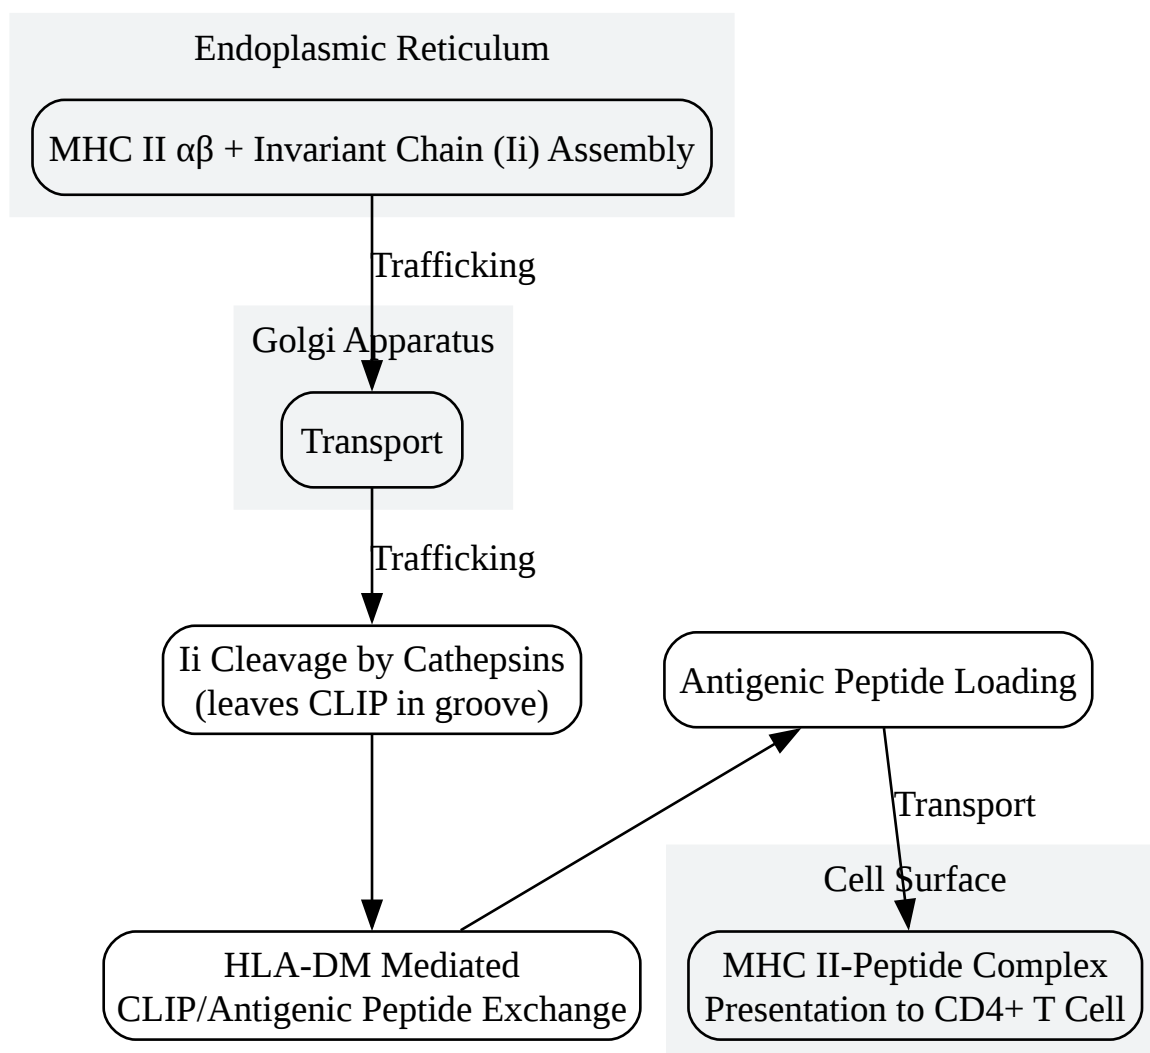 Endoplasmic Reticulum
MHC II αβ + Invariant Chain (Ii) Assembly
Trafficking
Golgi Apparatus
Transport
Trafficking
Ii Cleavage by Cathepsins
(leaves CLIP in groove)
Antigenic Peptide Loading
Transport
Cell Surface
HLA-DM Mediated
CLIP/Antigenic Peptide Exchange
MHC II-Peptide Complex
Presentation to CD4+ T Cell